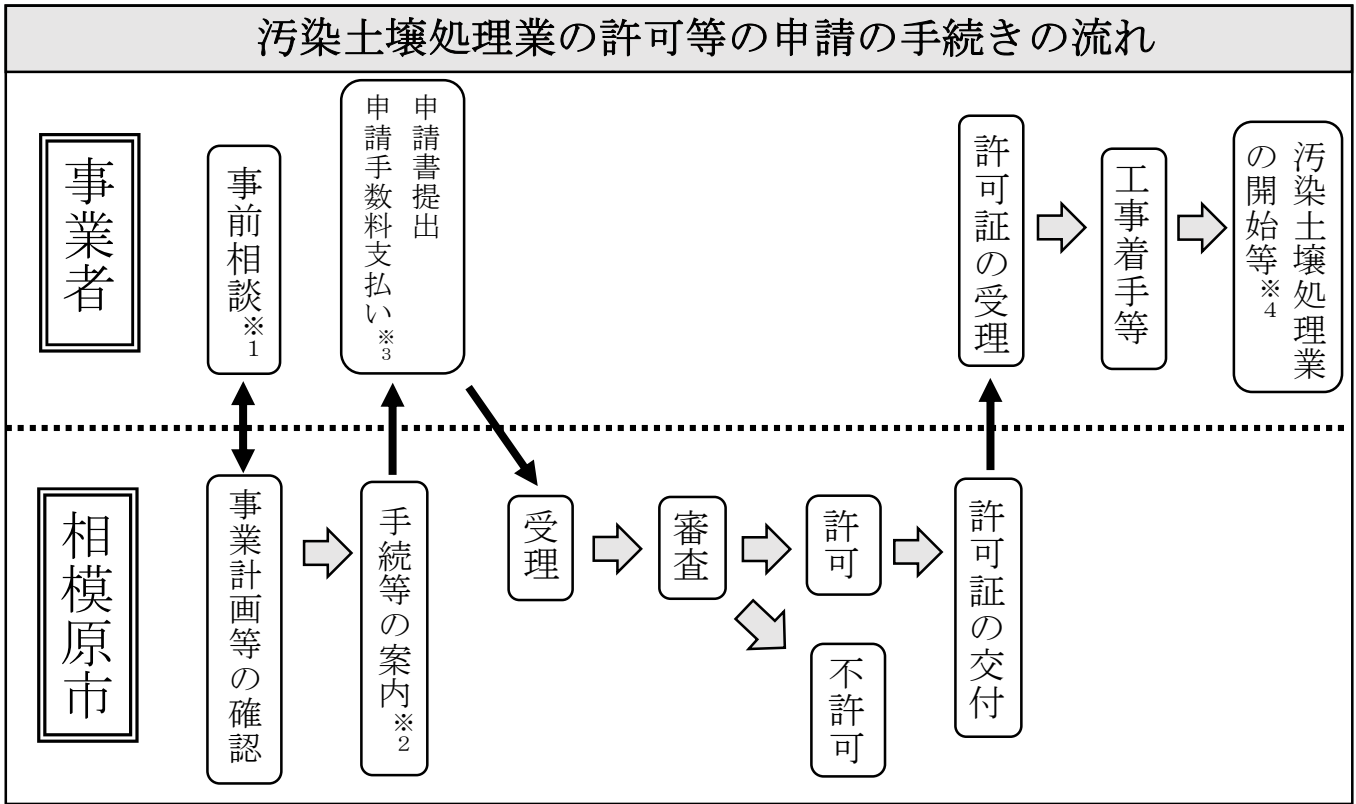 汚染土壌処理業の許可等の申請の手続きの流れ
事業者
事前相談※1
申請書提出
申請手数料支払い※3
許可証の受理
工事着手等
汚染土壌処理業
の開始等※4
相模原市
事業計画等の確認
手続等の案内※2
受理
審査
許可
不許可
許可証の交付